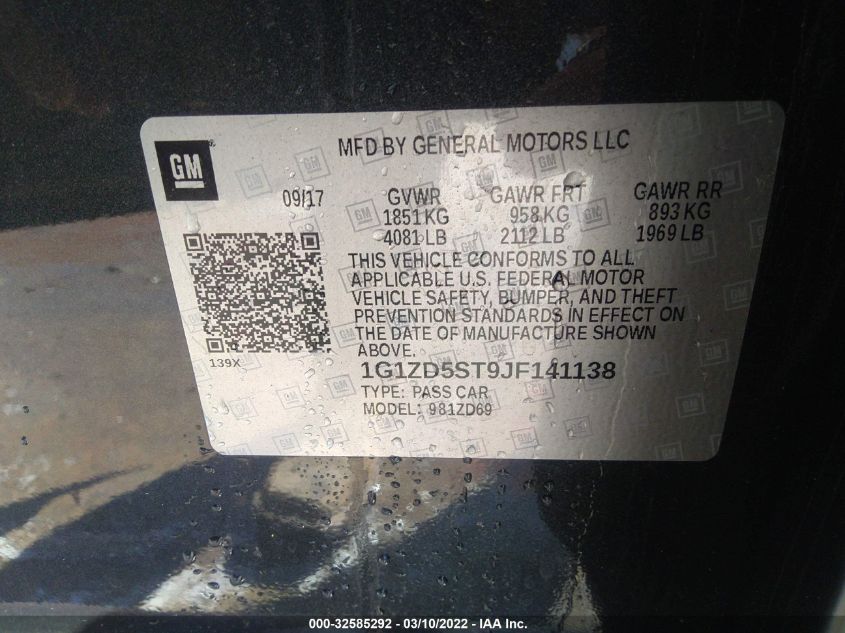 GM
MFD BY GENERAL MOTORS LLC
09/17 GVWR GAWR FRT GAWR RR
1851 KG 958 KG 893 KG
4081 LB 2112 LB 1969 LB
THIS VEHICLE CONFORMS TO ALL
APPLICABLE U.S. FEDERAL MOTOR
VEHICLE SAFETY, BUMPER, AND THEFT
PREVENTION STANDARDS IN EFFECT ON
THE DATE OF MANUFACTURE SHOWN
ABOVE.
139X
1G1ZD5ST9JF141138
TYPE: PASS CAR
MODEL: 981ZD69
000-32585292 - 03/10/2022 - IAA Inc.